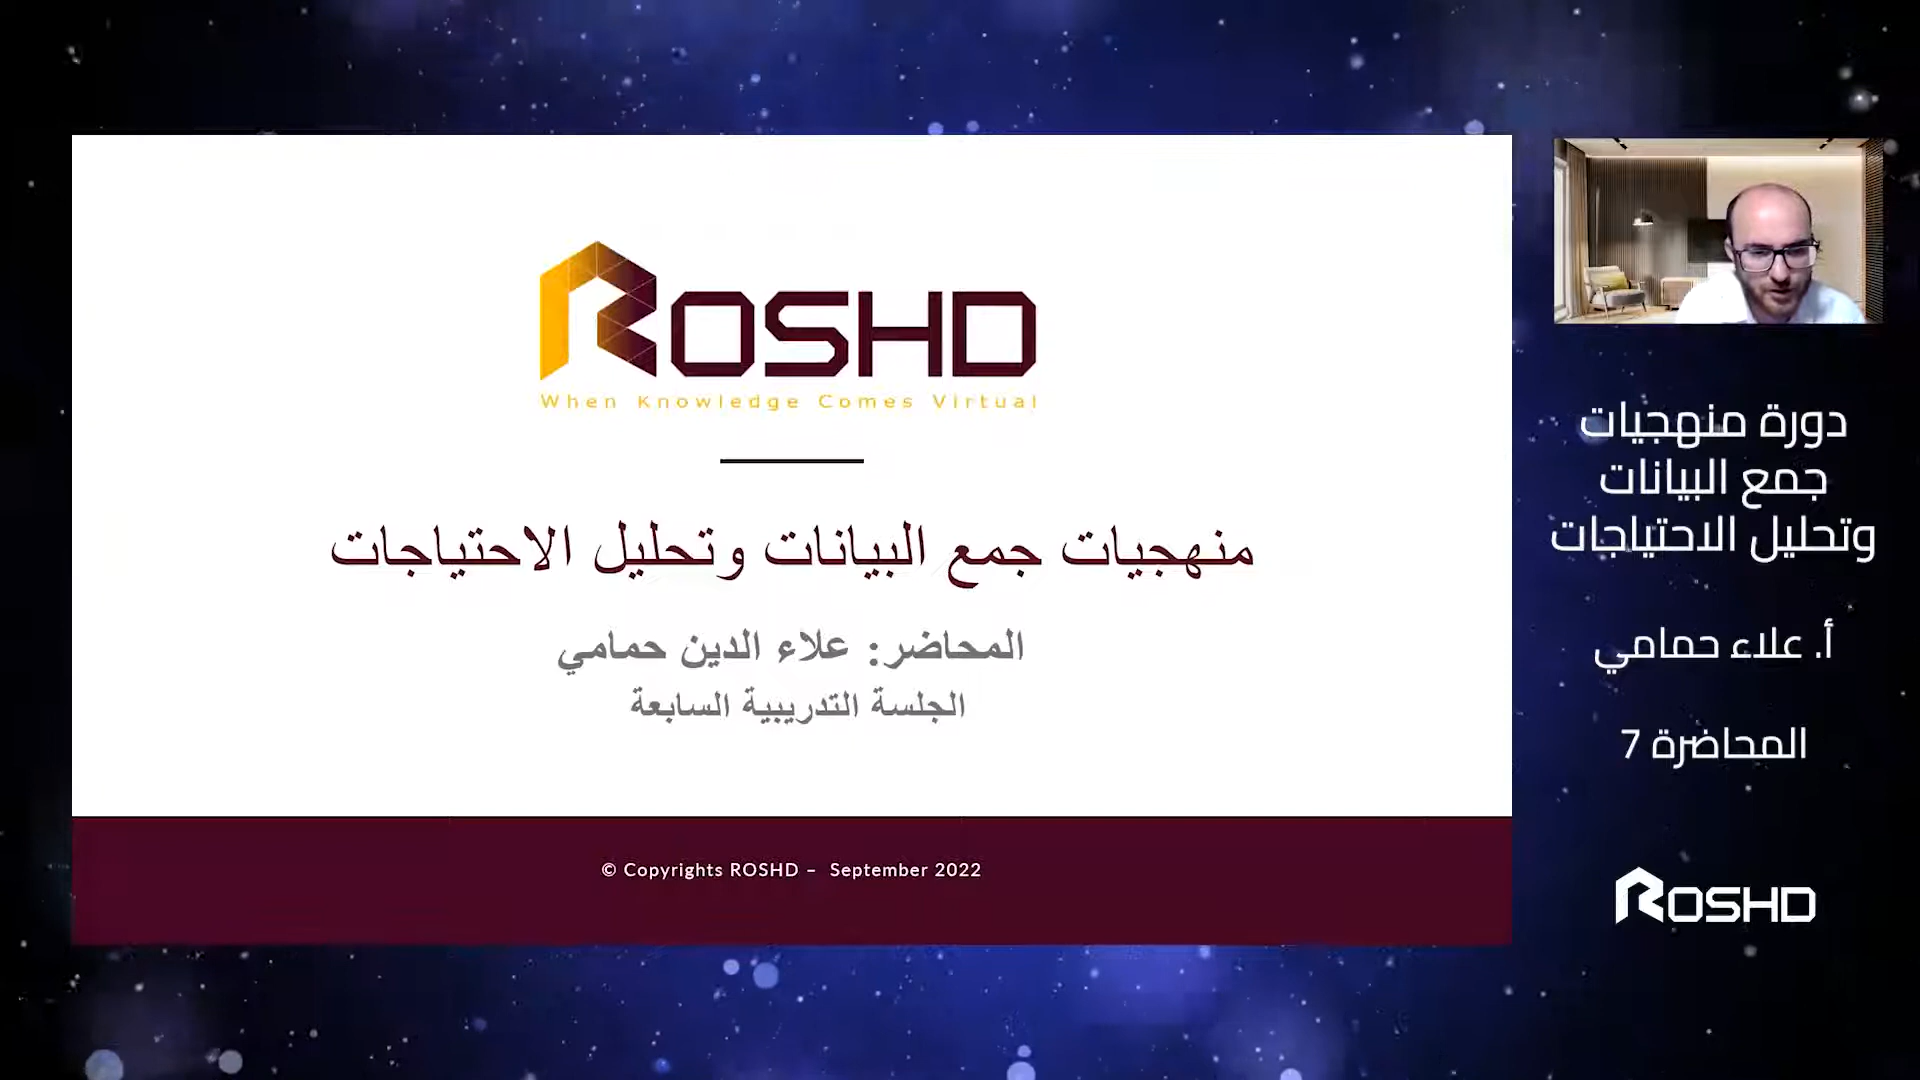 ROSHD
When Knowledge Comes Virtual
منهجيات جمع البيانات وتحليل الاحتياجات
المحاضر: علاء الدين حمامي
الجلسة التدريبية السابعة
© Copyrights ROSHD – September 2022
دورة منهجيات
جمع البيانات
وتحليل الاحتياجات
أ. علاء حمامي
المحاضرة 7
ROSHD